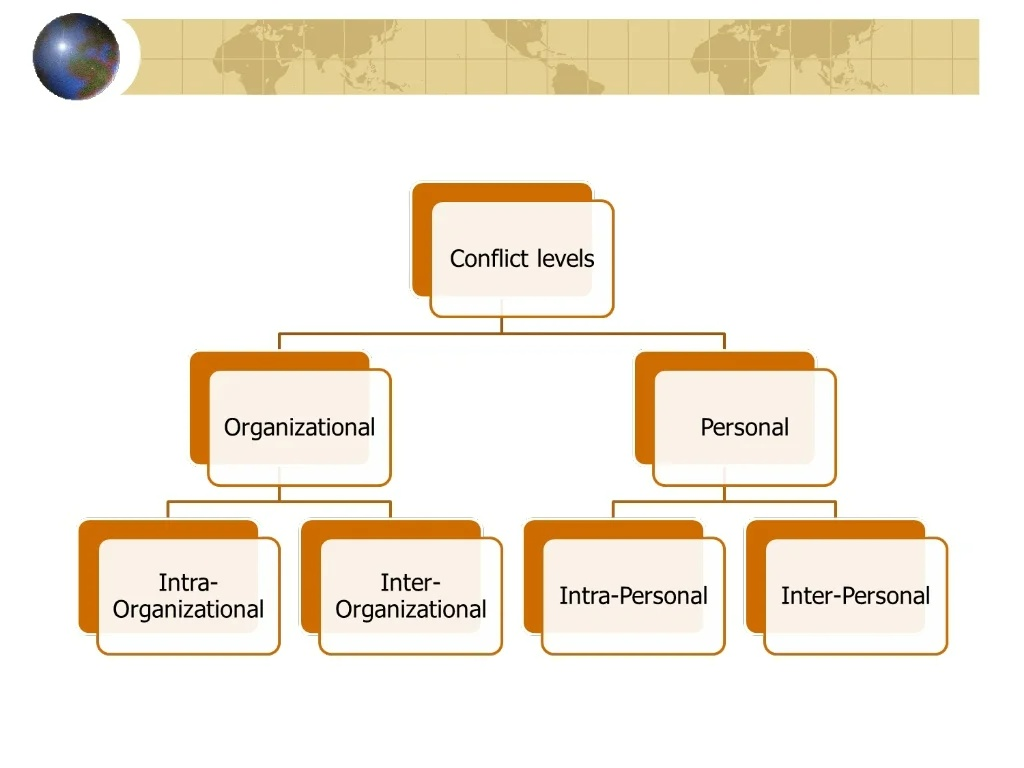 Conflict levels
Organizational
Personal
Intra-
Organizational
Inter-
Organizational
Intra-Personal
Inter-Personal